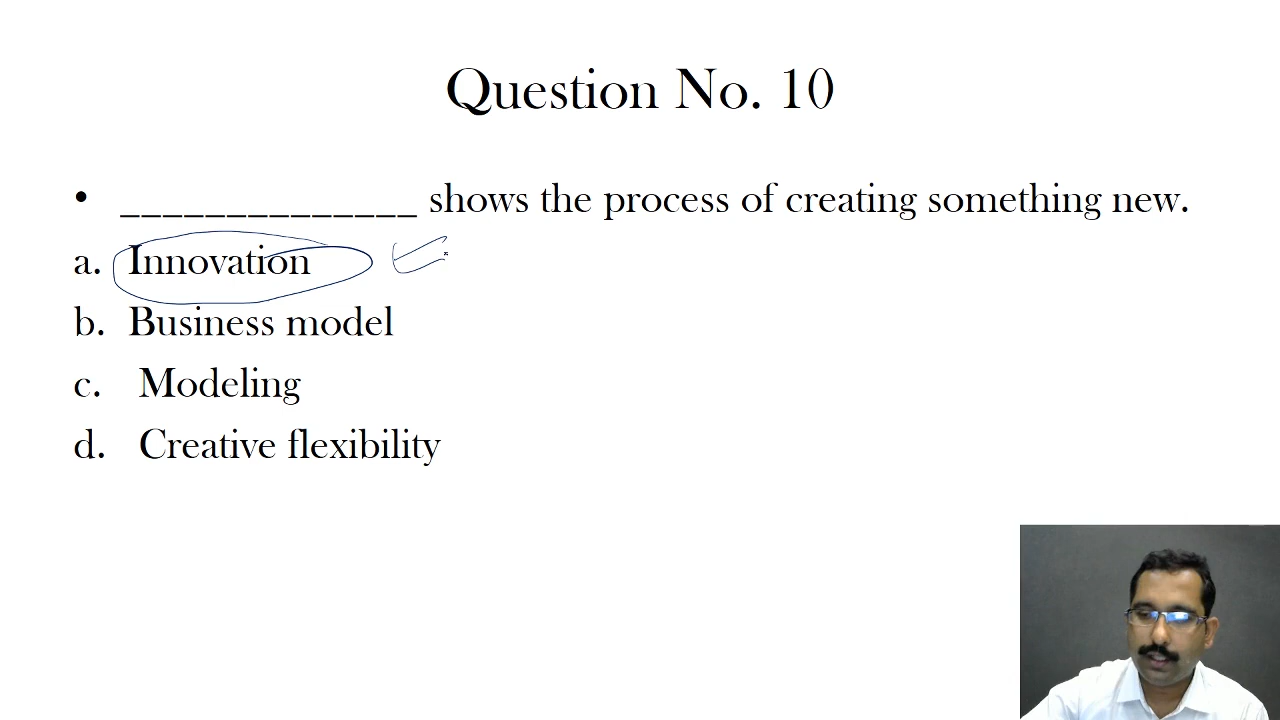 Question No. 10
• _______________ shows the process of creating something new.
a. Innovation
b. Business model
c. Modeling
d. Creative flexibility